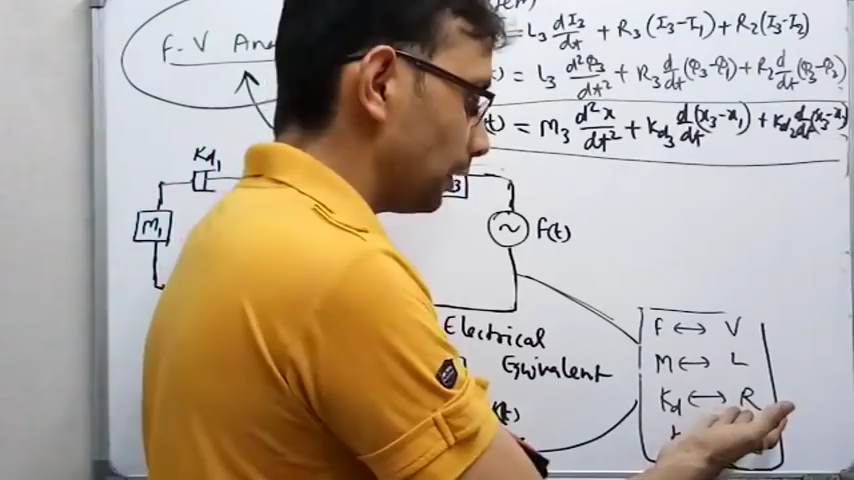 F-V
= L₃ dI₃/dt + R₃(I₃-I₁) + R₂(I₃-I₂)
= L₃ d²q₃/dt² + R₃ d/dt(q₃-q₁) + R₂ d/dt(q₃-q₂)
= M₃ d²x/dt² + Kd₃ d/dt(x₃-x₁) + Kd₂ d/dt(x₃-x₂)
Kd₁
M₁
3
f(t)
Electrical
Equivalent
F ↔ V
M ↔ L
Kd ↔ R
(t)